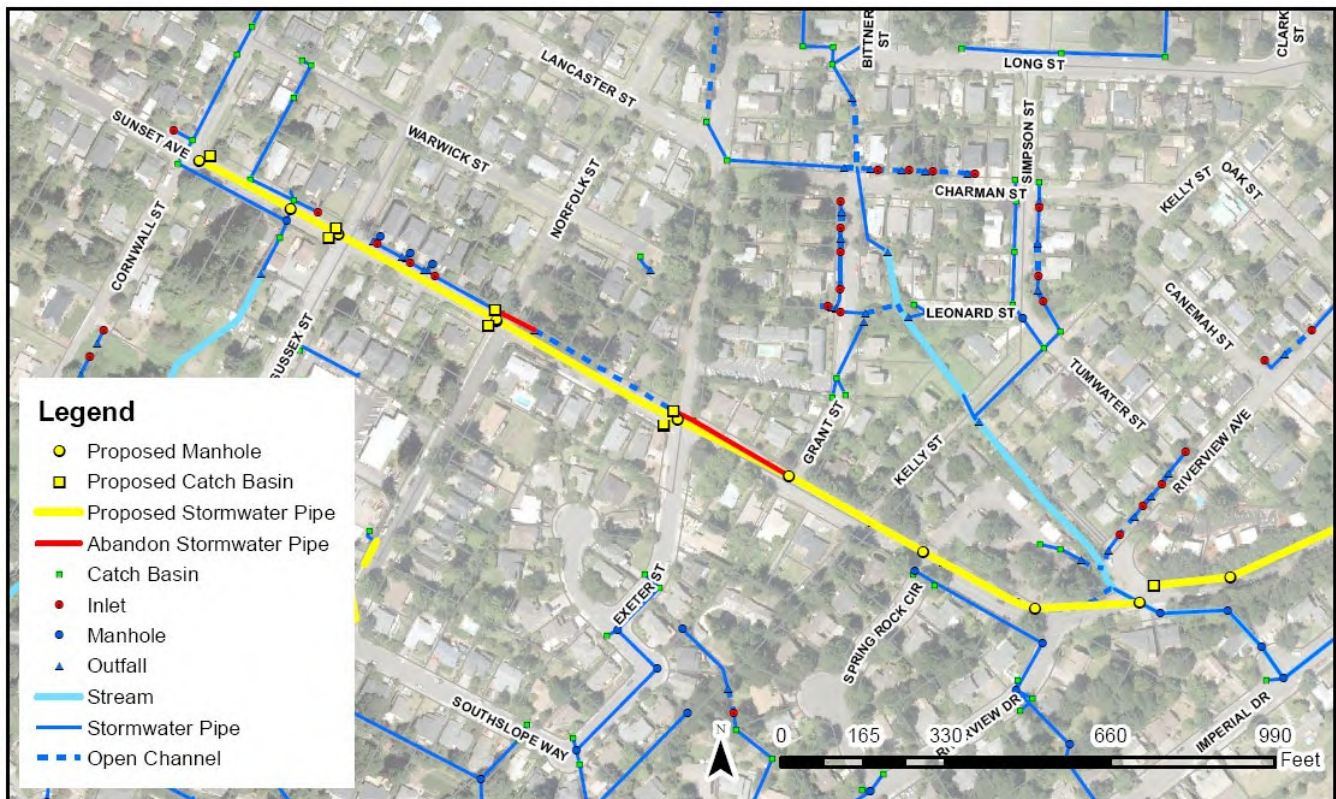 BITTNER
ST
CLARK
ST
LANCASTER ST
LONG ST
SUNSET AVE
WARWICK ST
NORFOLK ST
SIMPSON ST
KELLY ST
OAK ST
CHARMAN ST
CORNWALL ST
SUSSEX ST
LEONARD ST
CANEMAH ST
TUMWATER ST
GRANT ST
KELLY ST
RIVERVIEW AVE
EXETER ST
SPRING ROCK CIR
SOUTHSLOPE WAY
RIVERVIEW DR
IMPERIAL DR
Legend
Proposed Manhole
Proposed Catch Basin
Proposed Stormwater Pipe
Abandon Stormwater Pipe
Catch Basin
Inlet
Manhole
Outfall
Stream
Stormwater Pipe
Open Channel
N
0 165 330 660 990
Feet